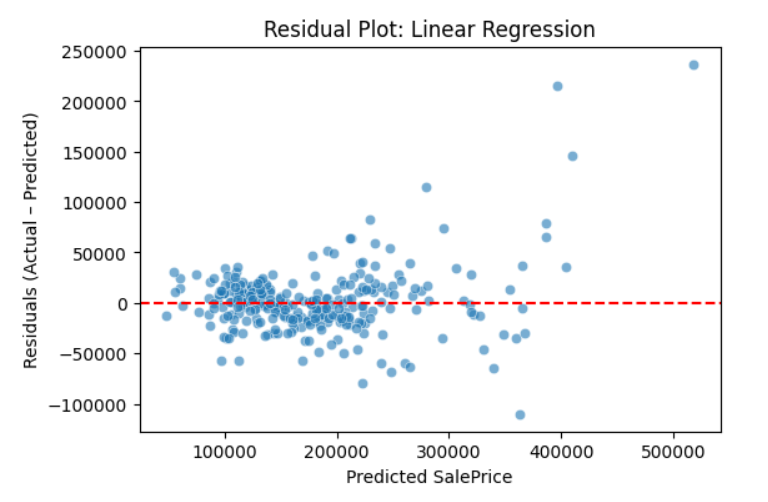 Residual Plot: Linear Regression
250000
200000
150000
100000
50000
0
−50000
−100000
Residuals (Actual – Predicted)
100000 200000 300000 400000 500000
Predicted SalePrice